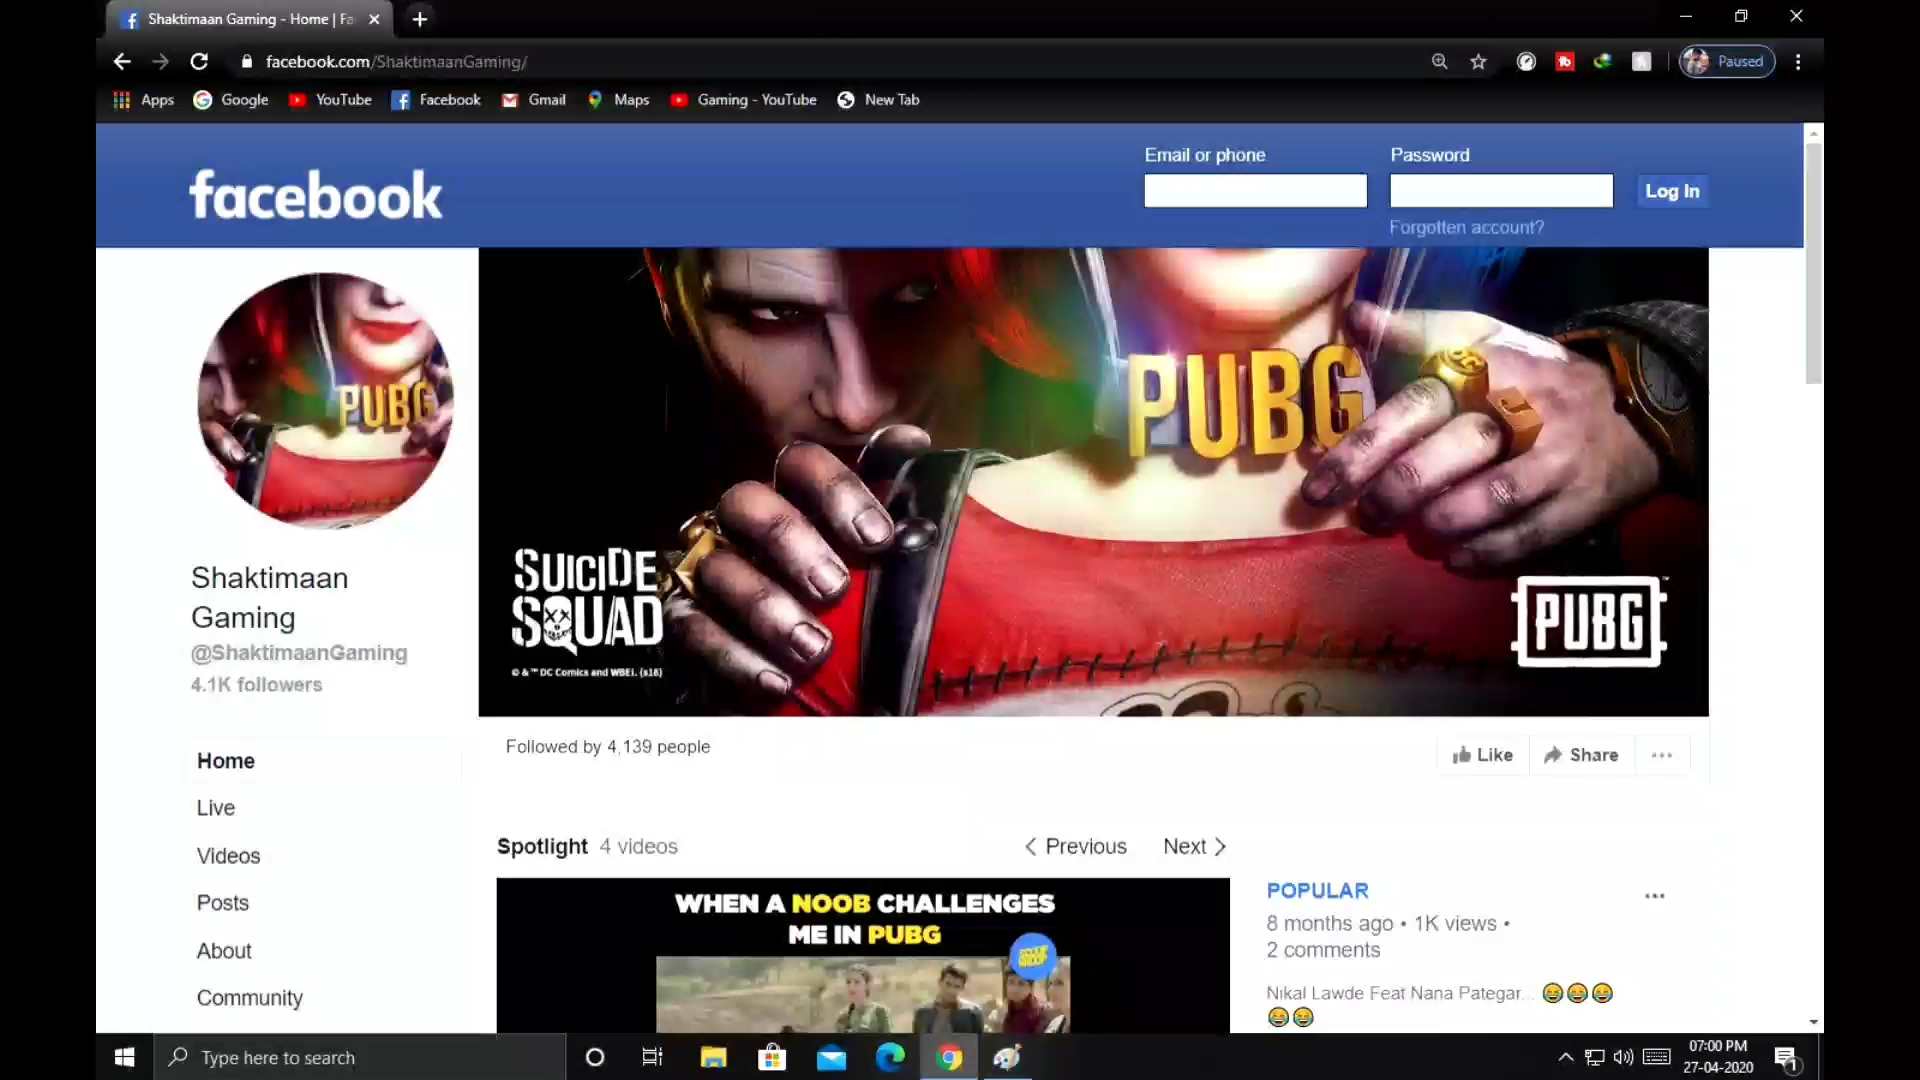 Shaktimaan Gaming - Home | Fa
facebook.com/ShaktimaanGaming/
Paused
Apps
Google
YouTube
Facebook
Gmail
Maps
Gaming - YouTube
New Tab
facebook
Email or phone
Password
Log In
Forgotten account?
PUBG
PUBG
Shaktimaan
Gaming
@ShaktimaanGaming
4.1K followers
SUICIDE
SQUAD
© & ™ DC Comics and WBEI. (s18)
PUBG
Followed by 4,139 people
Like
Share
Home
Live
Videos
Posts
About
Community
Spotlight 4 videos
Previous
Next
WHEN A NOOB CHALLENGES
ME IN PUBG
POPULAR
8 months ago • 1K views •
2 comments
Nikal Lawde Feat Nana Pategar... 😂😂😂
😂😂
Type here to search
07:00 PM
27-04-2020
1